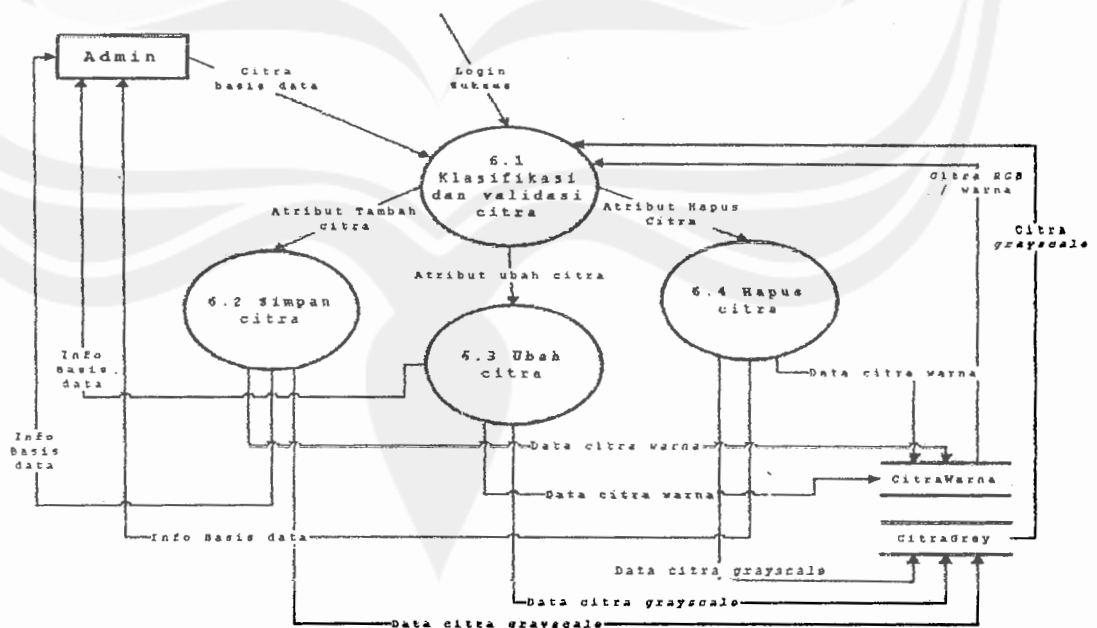 Admin
Citra
basis data
Login
Sukses
6.1
Klasifikasi
dan validasi
citra
Citra RGB
/ warna
Atribut Tambah
citra
Atribut Hapus
Citra
Citra
grayscale
Atribut ubah citra
6.2 Simpan
citra
6.4 Hapus
citra
6.3 Ubah
citra
Info
Basis
data
Data citra warna
Info
Basis
data
Data citra warna
CitraWarna
Data citra warna
Info Basis data
CitraGrey
Data citra grayscale
Data citra grayscale
Data citra grayscale